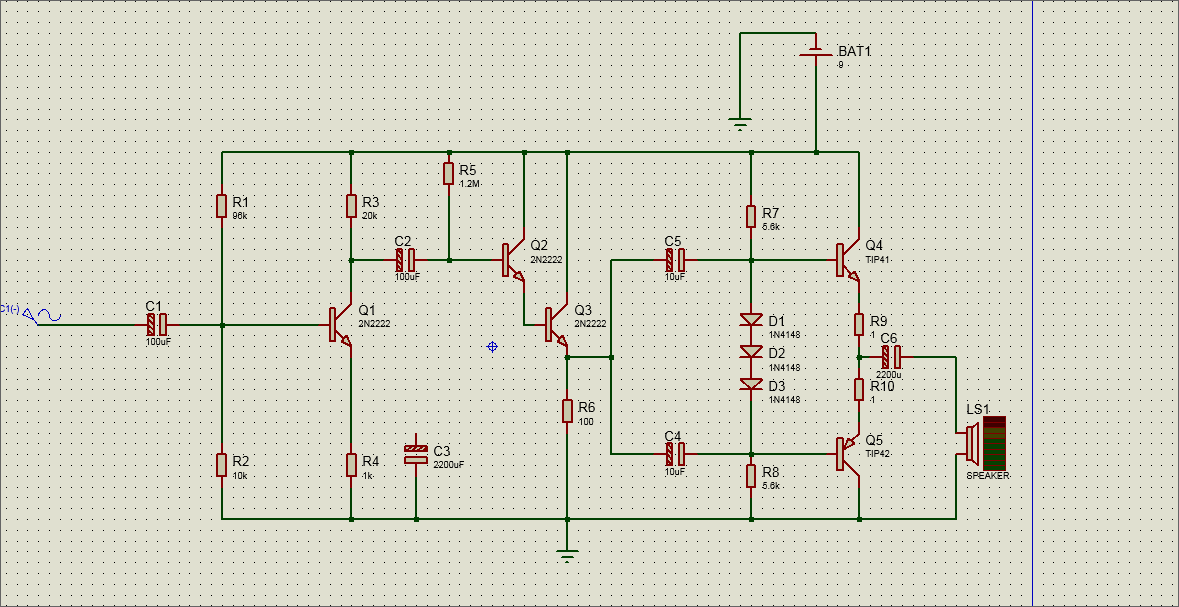 BAT1
9
R5
1.2M
R1
96k
R3
20k
R7
5.6k
C2
100uF
Q2
2N2222
C5
10uF
Q4
TIP41
C1(-)
C1
100uF
Q1
2N2222
Q3
2N2222
D1
1N4148
R9
1
C6
2200u
D2
1N4148
D3
1N4148
R10
1
R6
100
LS1
SPEAKER
C4
10uF
Q5
TIP42
R2
10k
R4
1k
C3
2200uF
R8
5.6k